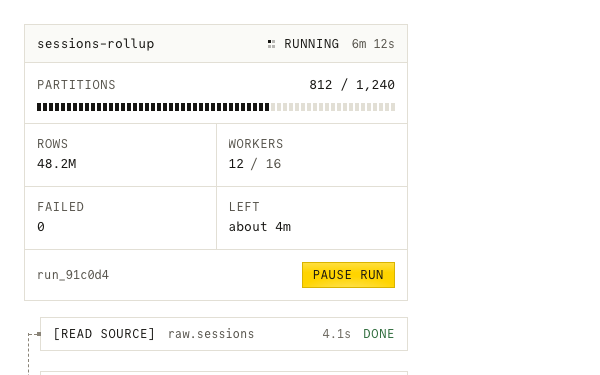 sessions-rollup RUNNING 6m 12s
PARTITIONS 812 / 1,240
ROWS WORKERS
48.2M 12 / 16
FAILED LEFT
0 about 4m
run_91c0d4 PAUSE RUN
[READ SOURCE] raw.sessions 4.1s DONE